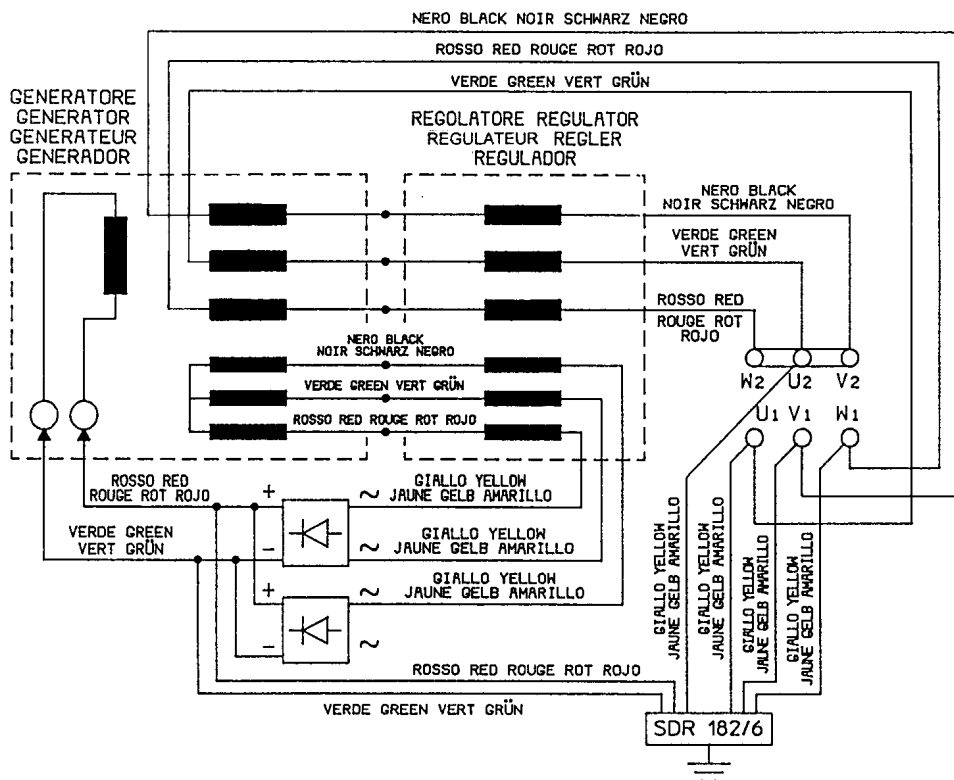 NERO BLACK NOIR SCHWARZ NEGRO
ROSSO RED ROUGE ROT ROJO
VERDE GREEN VERT GRÜN
GENERATORE
GENERATOR
GENERATEUR
GENERADOR
REGOLATORE REGULATOR
REGULATEUR REGLER
REGULADOR
NERO BLACK
NOIR SCHWARZ NEGRO
VERDE GREEN
VERT GRÜN
ROSSO RED
ROUGE ROT
ROJO
NERO BLACK
NOIR SCHWARZ NEGRO
VERDE GREEN VERT GRÜN
ROSSO RED ROUGE ROT ROJO
W2 U2 V2
U1 V1 W1
ROSSO RED
ROUGE ROT ROJO
VERDE GREEN
VERT GRÜN
+
~
GIALLO YELLOW
JAUNE GELB AMARILLO
−
~
GIALLO YELLOW
JAUNE GELB AMARILLO
+
~
GIALLO YELLOW
JAUNE GELB AMARILLO
−
~
GIALLO YELLOW
JAUNE GELB AMARILLO
GIALLO YELLOW
JAUNE GELB AMARILLO
GIALLO YELLOW
JAUNE GELB AMARILLO
GIALLO YELLOW
JAUNE GELB AMARILLO
ROSSO RED ROUGE ROT ROJO
VERDE GREEN VERT GRÜN
SDR 182/6